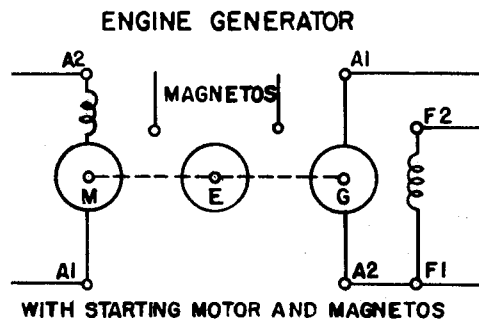 ENGINE GENERATOR
A2 A1
MAGNETOS
F2
M E G
A1 A2 F1
WITH STARTING MOTOR AND MAGNETOS